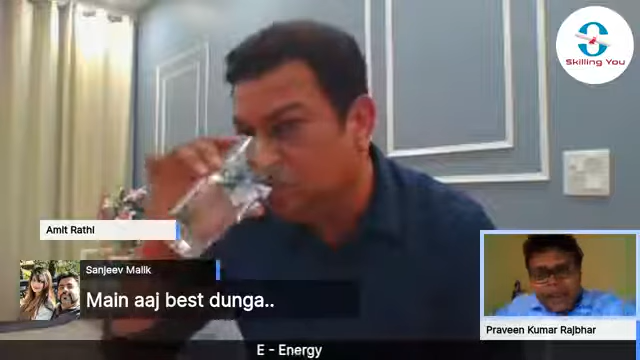 Skilling You
Amit Rathi
Sanjeev Malik
Main aaj best dunga..
Praveen Kumar Rajbhar
E - Energy